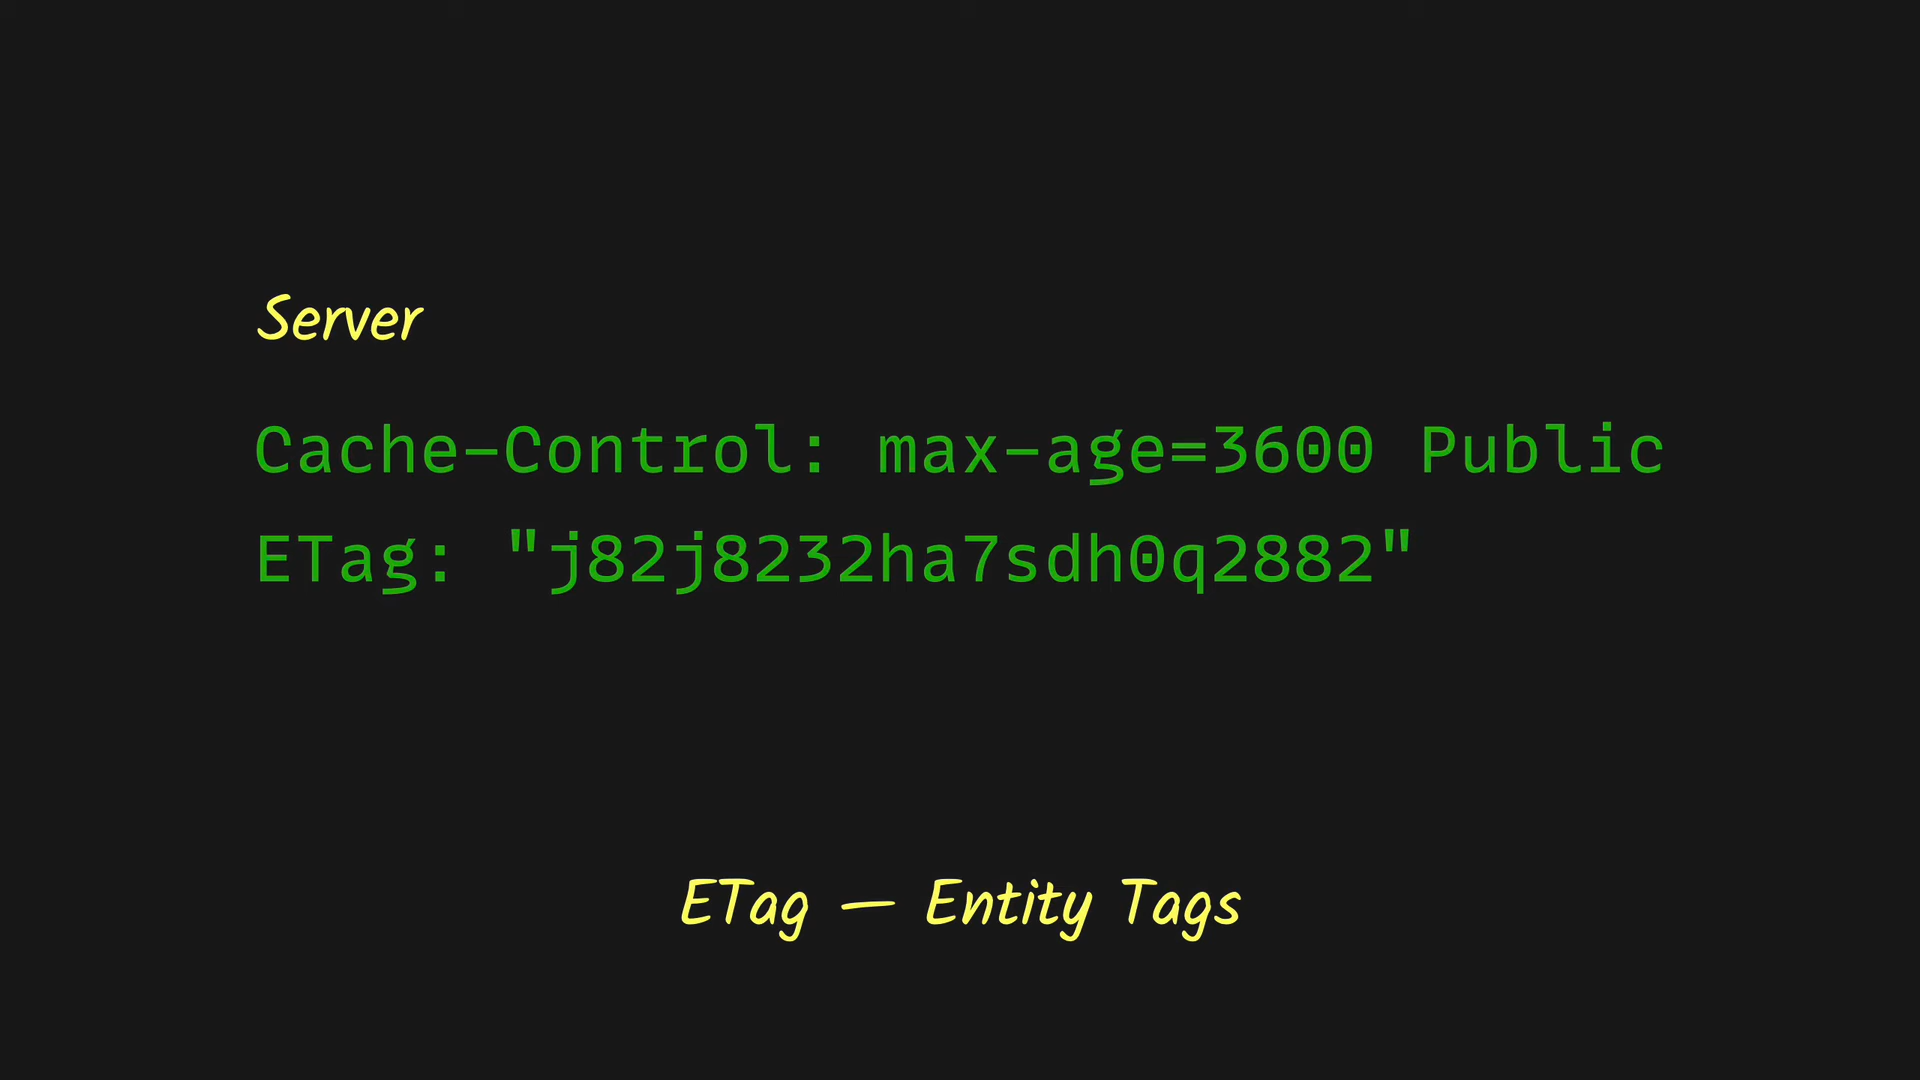 Server
Cache-Control: max-age=3600 Public
ETag: "j82j8232ha7sdh0q2882"
ETag — Entity Tags